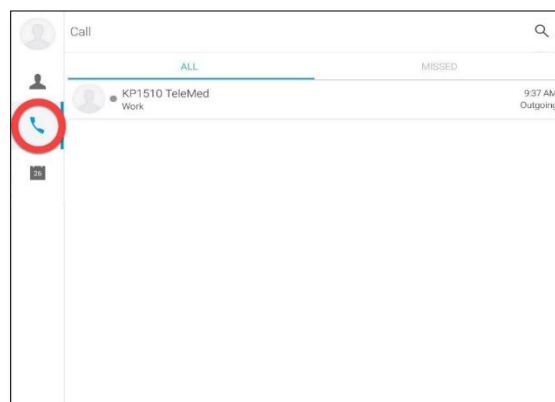 Call
ALL MISSED
KP1510 TeleMed 9:37 AM
Work Outgoing
26